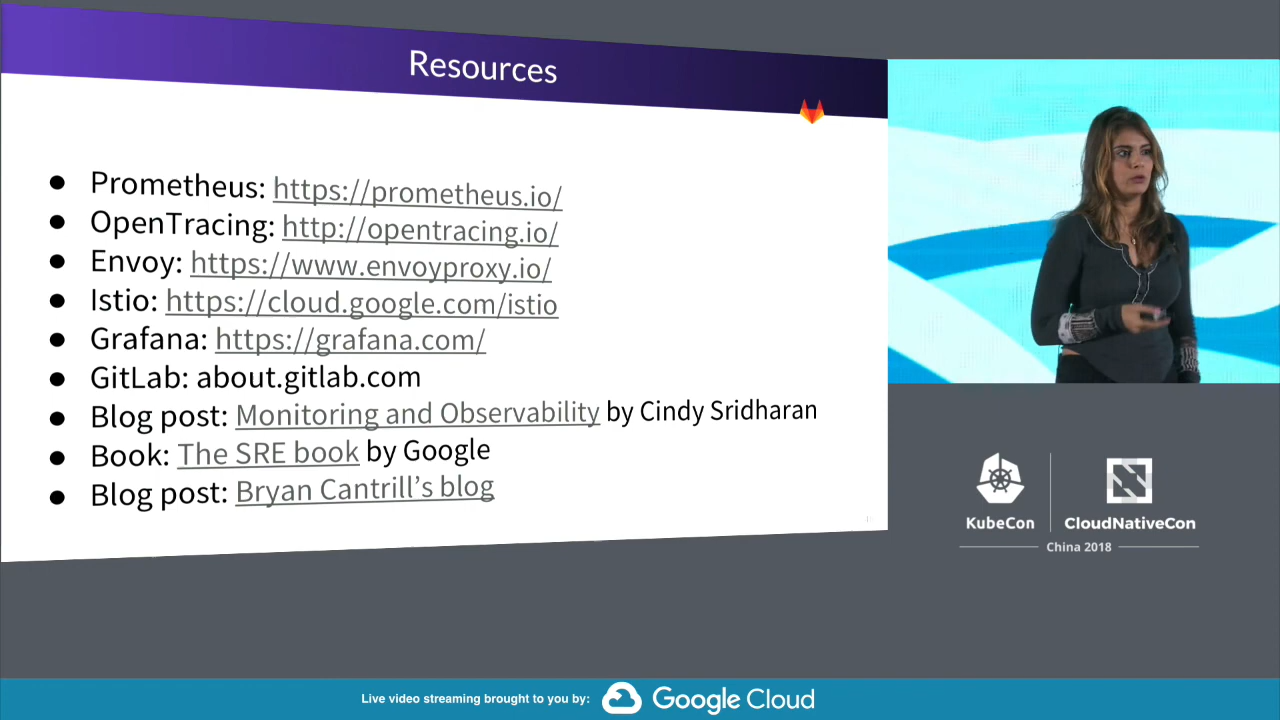 Resources
● Prometheus: https://prometheus.io/
● OpenTracing: http://opentracing.io/
● Envoy: https://www.envoyproxy.io/
● Istio: https://cloud.google.com/istio
● Grafana: https://grafana.com/
● GitLab: about.gitlab.com
● Blog post: Monitoring and Observability by Cindy Sridharan
● Book: The SRE book by Google
● Blog post: Bryan Cantrill's blog
KubeCon
CloudNativeCon
China 2018
Live video streaming brought to you by: Google Cloud